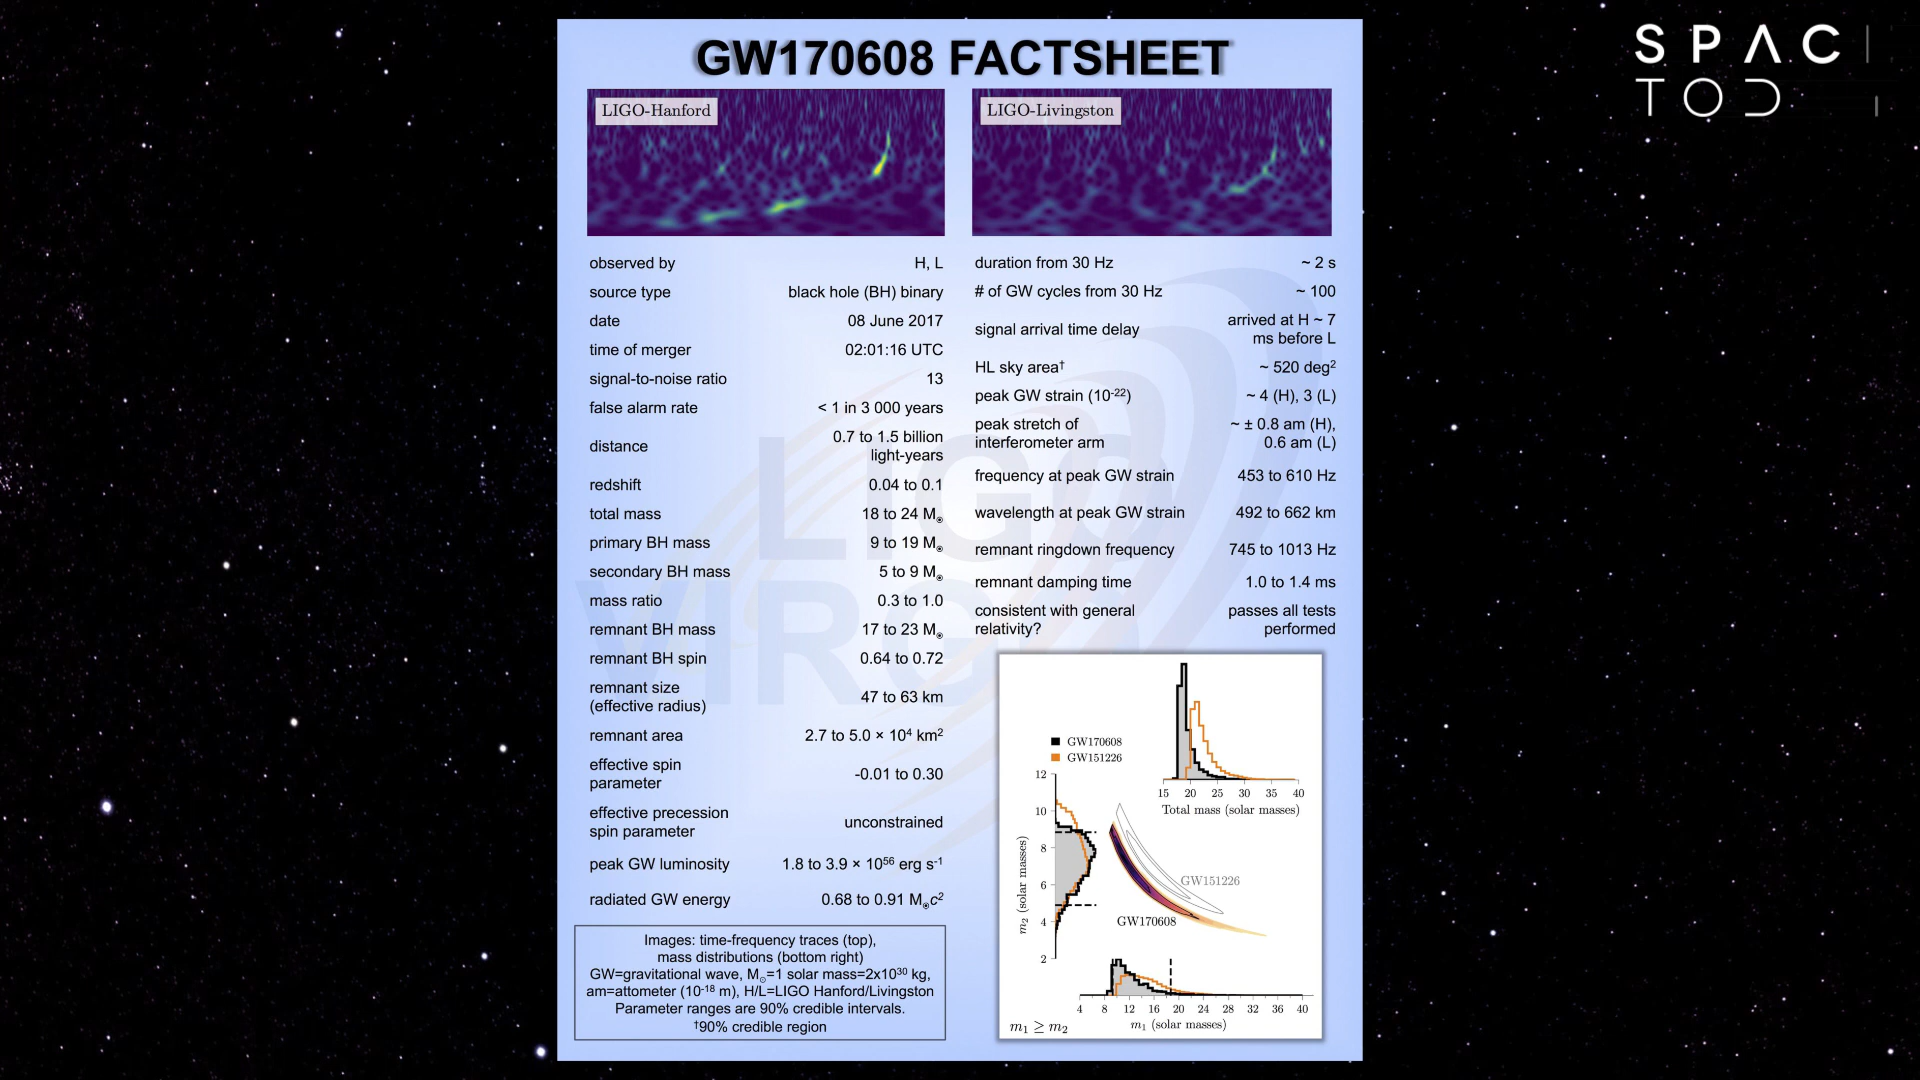 GW170608 FACTSHEET
LIGO-Hanford
LIGO-Livingston
observed by H, L
source type black hole (BH) binary
date 08 June 2017
time of merger 02:01:16 UTC
signal-to-noise ratio 13
false alarm rate < 1 in 3 000 years
distance 0.7 to 1.5 billion
light-years
redshift 0.04 to 0.1
total mass 18 to 24 M⊙
primary BH mass 9 to 19 M⊙
secondary BH mass 5 to 9 M⊙
mass ratio 0.3 to 1.0
remnant BH mass 17 to 23 M⊙
remnant BH spin 0.64 to 0.72
remnant size
(effective radius) 47 to 63 km
remnant area 2.7 to 5.0 × 10⁴ km²
effective spin
parameter -0.01 to 0.30
effective precession
spin parameter unconstrained
peak GW luminosity 1.8 to 3.9 × 10⁵⁶ erg s⁻¹
radiated GW energy 0.68 to 0.91 M⊙c²
duration from 30 Hz ~ 2 s
# of GW cycles from 30 Hz ~ 100
signal arrival time delay arrived at H ~ 7
ms before L
HL sky area† ~ 520 deg²
peak GW strain (10⁻²²) ~ 4 (H), 3 (L)
peak stretch of ~ ± 0.8 am (H),
interferometer arm 0.6 am (L)
frequency at peak GW strain 453 to 610 Hz
wavelength at peak GW strain 492 to 662 km
remnant ringdown frequency 745 to 1013 Hz
remnant damping time 1.0 to 1.4 ms
consistent with general passes all tests
relativity? performed
Images: time-frequency traces (top),
mass distributions (bottom right)
GW=gravitational wave, M⊙=1 solar mass=2x10³⁰ kg,
am=attometer (10⁻¹⁸ m), H/L=LIGO Hanford/Livingston
Parameter ranges are 90% credible intervals.
†90% credible region
GW170608
GW151226
15 20 25 30 35 40
Total mass (solar masses)
12
10
8
6
4
2
m₂ (solar masses)
GW151226
GW170608
4 8 12 16 20 24 28 32 36 40
m₁ (solar masses)
m₁ ≥ m₂
LIGO
VIRGO
SPAC
TOD